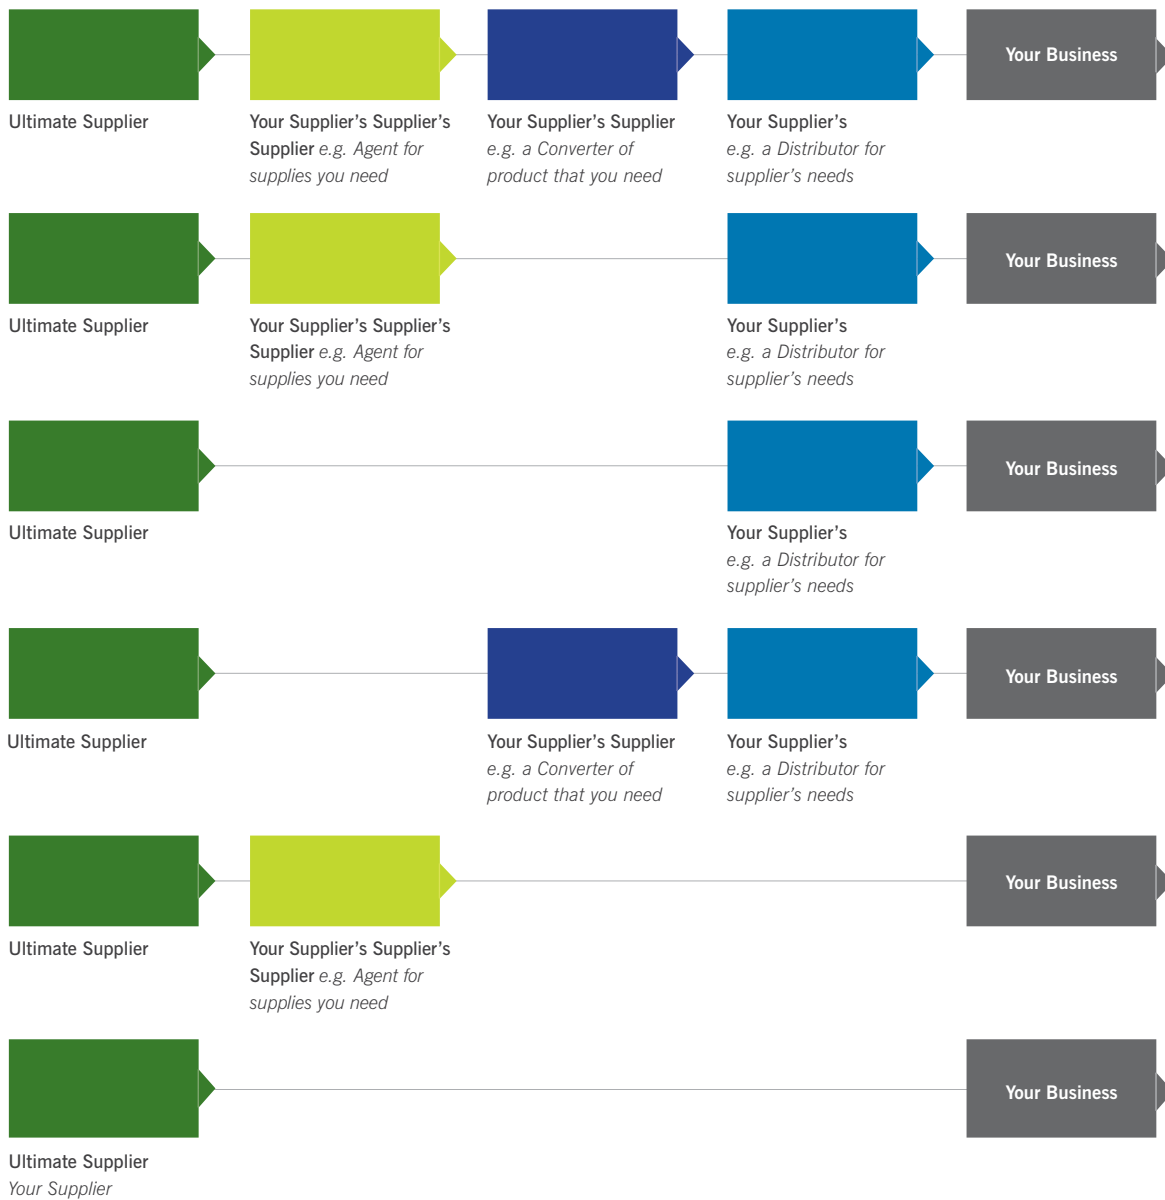 Your Business
Ultimate Supplier
Your Supplier’s Supplier’s
Supplier e.g. Agent for
supplies you need
Your Supplier’s Supplier
e.g. a Converter of
product that you need
Your Supplier’s
e.g. a Distributor for
supplier’s needs
Your Business
Ultimate Supplier
Your Supplier’s Supplier’s
Supplier e.g. Agent for
supplies you need
Your Supplier’s
e.g. a Distributor for
supplier’s needs
Your Business
Ultimate Supplier
Your Supplier’s
e.g. a Distributor for
supplier’s needs
Your Business
Ultimate Supplier
Your Supplier’s Supplier
e.g. a Converter of
product that you need
Your Supplier’s
e.g. a Distributor for
supplier’s needs
Your Business
Ultimate Supplier
Your Supplier’s Supplier’s
Supplier e.g. Agent for
supplies you need
Your Business
Ultimate Supplier
Your Supplier